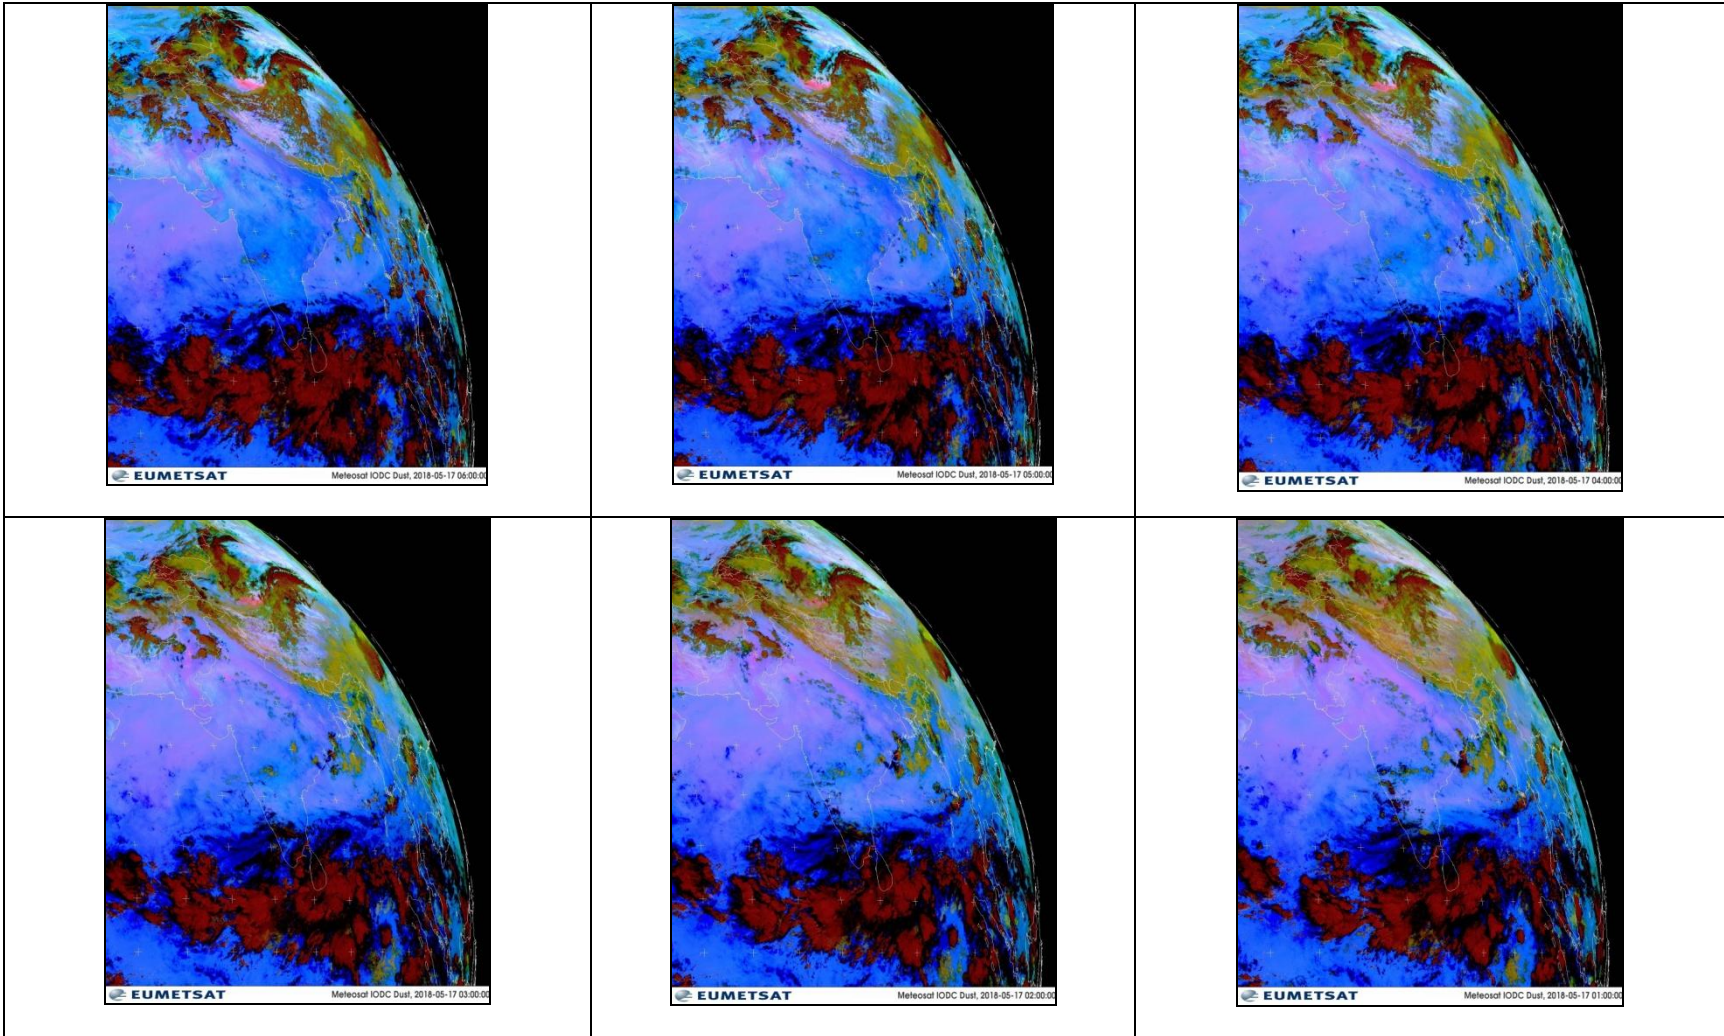 EUMETSAT Meteosat IODC Dust, 2018-05-17 06:00:00
EUMETSAT Meteosat IODC Dust, 2018-05-17 05:00:00
EUMETSAT Meteosat IODC Dust, 2018-05-17 04:00:00
EUMETSAT Meteosat IODC Dust, 2018-05-17 03:00:00
EUMETSAT Meteosat IODC Dust, 2018-05-17 02:00:00
EUMETSAT Meteosat IODC Dust, 2018-05-17 01:00:00